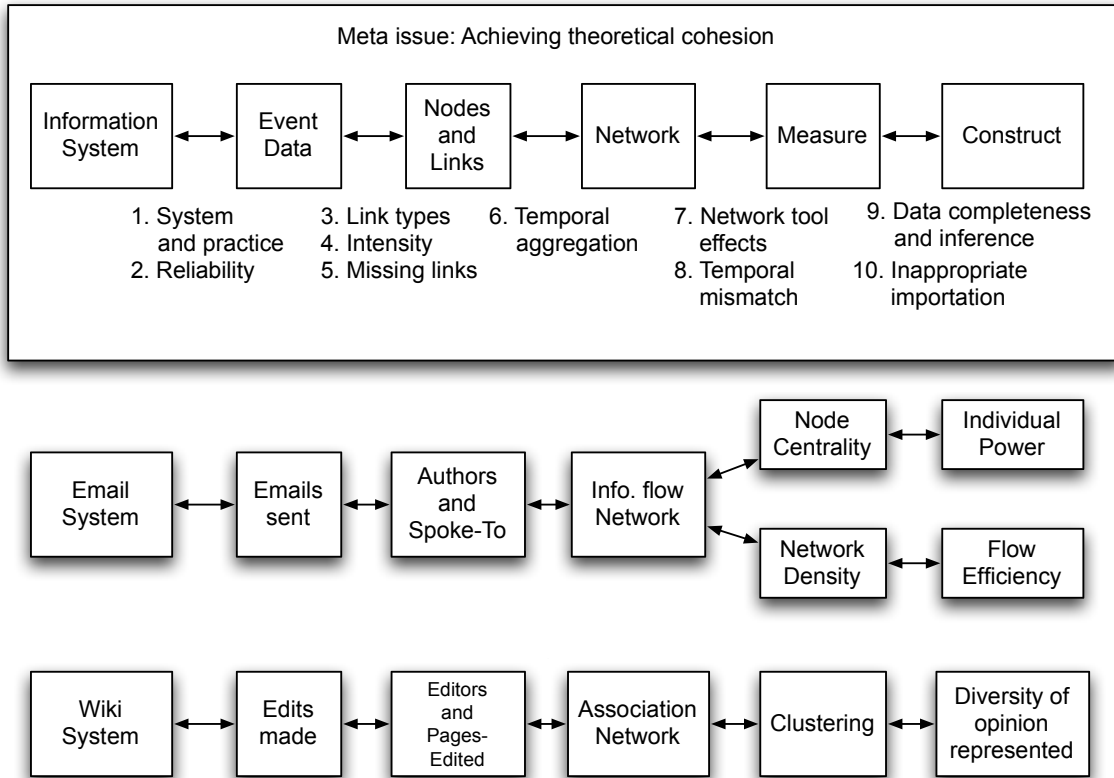 Meta issue: Achieving theoretical cohesion
Information
System
Event
Data
Nodes
and
Links
Network
Measure
Construct
1. System
and practice
2. Reliability
3. Link types
4. Intensity
5. Missing links
6. Temporal
aggregation
7. Network tool
effects
8. Temporal
mismatch
9. Data completeness
and inference
10. Inappropriate
importation
Email
System
Emails
sent
Authors
and
Spoke-To
Info. flow
Network
Node
Centrality
Individual
Power
Network
Density
Flow
Efficiency
Wiki
System
Edits
made
Editors
and
Pages-
Edited
Association
Network
Clustering
Diversity of
opinion
represented